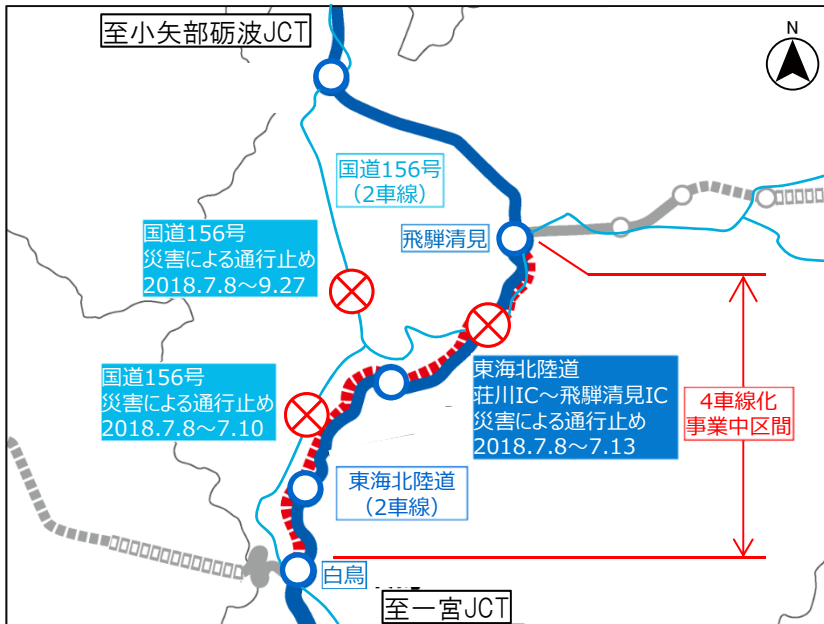 至小矢部砺波JCT
N
国道156号
（2車線）
飛騨清見
国道156号
災害による通行止め
2018.7.8～9.27
国道156号
災害による通行止め
2018.7.8～7.10
東海北陸道
荘川IC～飛騨清見IC
災害による通行止め
2018.7.8～7.13
4車線化
事業中区間
東海北陸道
（2車線）
白鳥
至一宮JCT